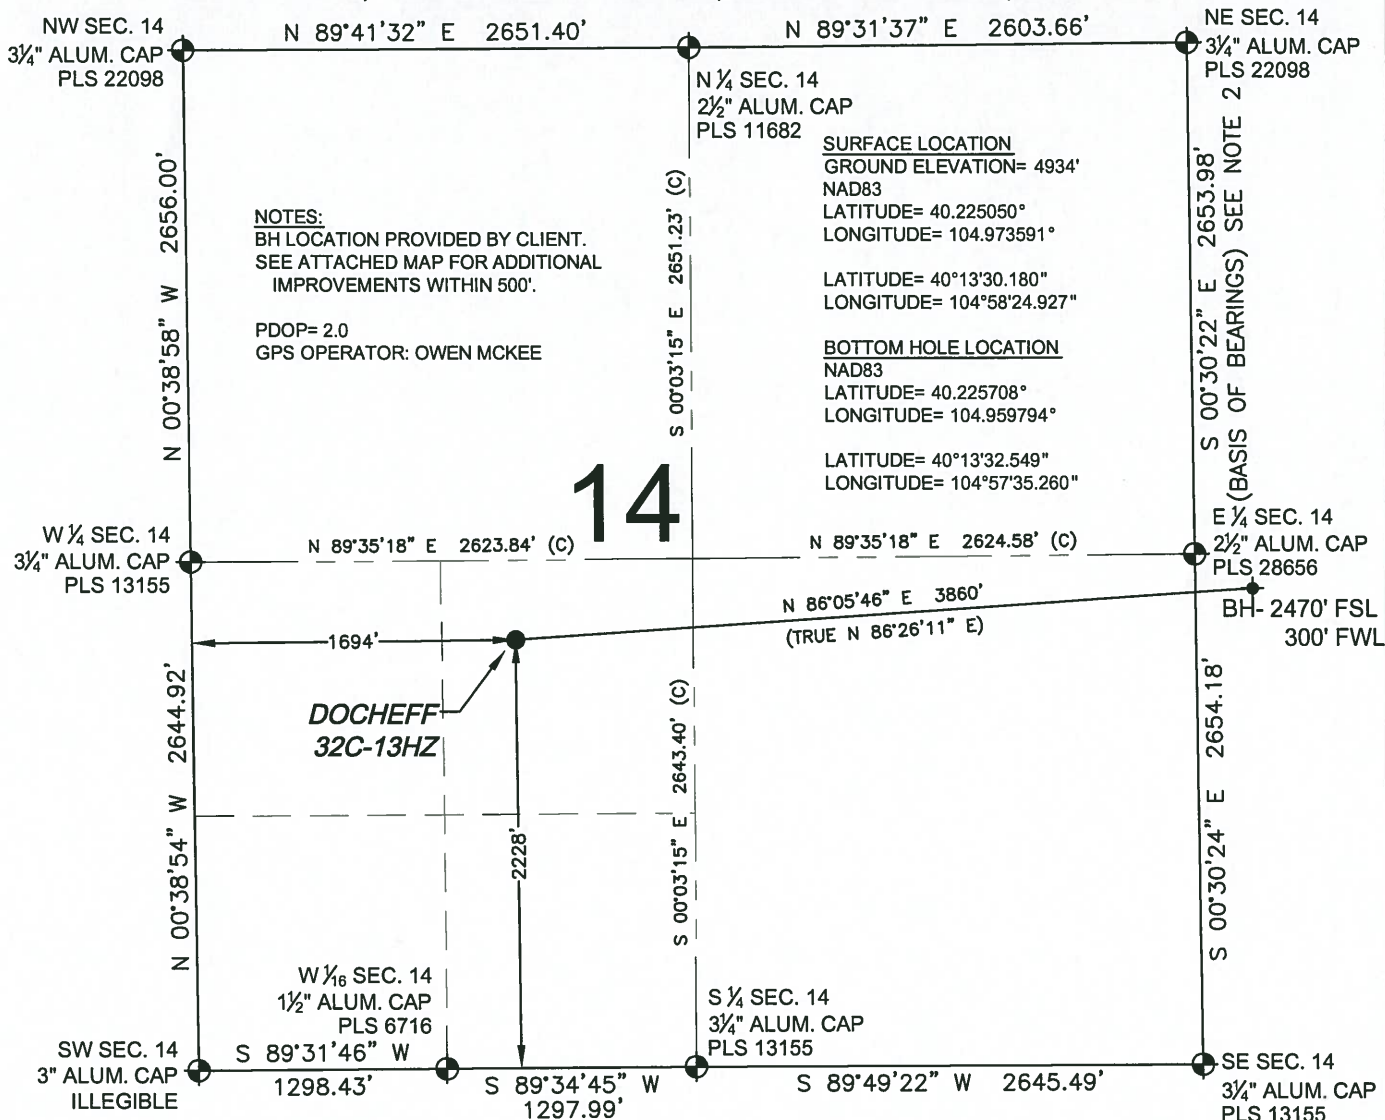 NW SEC. 14
3¼" ALUM. CAP
PLS 22098
N 89°41'32" E 2651.40'
N 89°31'37" E 2603.66'
NE SEC. 14
3¼" ALUM. CAP
PLS 22098
N ¼ SEC. 14
2½" ALUM. CAP
PLS 11682
N 00°38'58" W 2656.00'
NOTES:
BH LOCATION PROVIDED BY CLIENT.
SEE ATTACHED MAP FOR ADDITIONAL
IMPROVEMENTS WITHIN 500'.
PDOP= 2.0
GPS OPERATOR: OWEN MCKEE
S 00°03'15" E 2651.23' (C)
SURFACE LOCATION
GROUND ELEVATION= 4934'
NAD83
LATITUDE= 40.225050°
LONGITUDE= 104.973591°
LATITUDE= 40°13'30.180"
LONGITUDE= 104°58'24.927"
BOTTOM HOLE LOCATION
NAD83
LATITUDE= 40.225708°
LONGITUDE= 104.959794°
LATITUDE= 40°13'32.549"
LONGITUDE= 104°57'35.260"
S 00°30'22" E 2653.98'
(BASIS OF BEARINGS) SEE NOTE 2
14
W ¼ SEC. 14
3¼" ALUM. CAP
PLS 13155
N 89°35'18" E 2623.84' (C)
N 89°35'18" E 2624.58' (C)
E ¼ SEC. 14
2½" ALUM. CAP
PLS 28656
N 86°05'46" E 3860'
(TRUE N 86°26'11" E)
BH- 2470' FSL
300' FWL
1694'
DOCHEFF
32C-13HZ
N 00°38'54" W 2644.92'
2228'
S 00°03'15" E 2643.40' (C)
S 00°30'24" E 2654.18'
W 1⁄16 SEC. 14
1½" ALUM. CAP
PLS 6716
S ¼ SEC. 14
3¼" ALUM. CAP
PLS 13155
SW SEC. 14
3" ALUM. CAP
ILLEGIBLE
S 89°31'46" W
1298.43'
S 89°34'45" W
1297.99'
S 89°49'22" W 2645.49'
SE SEC. 14
3¼" ALUM. CAP
PLS 13155